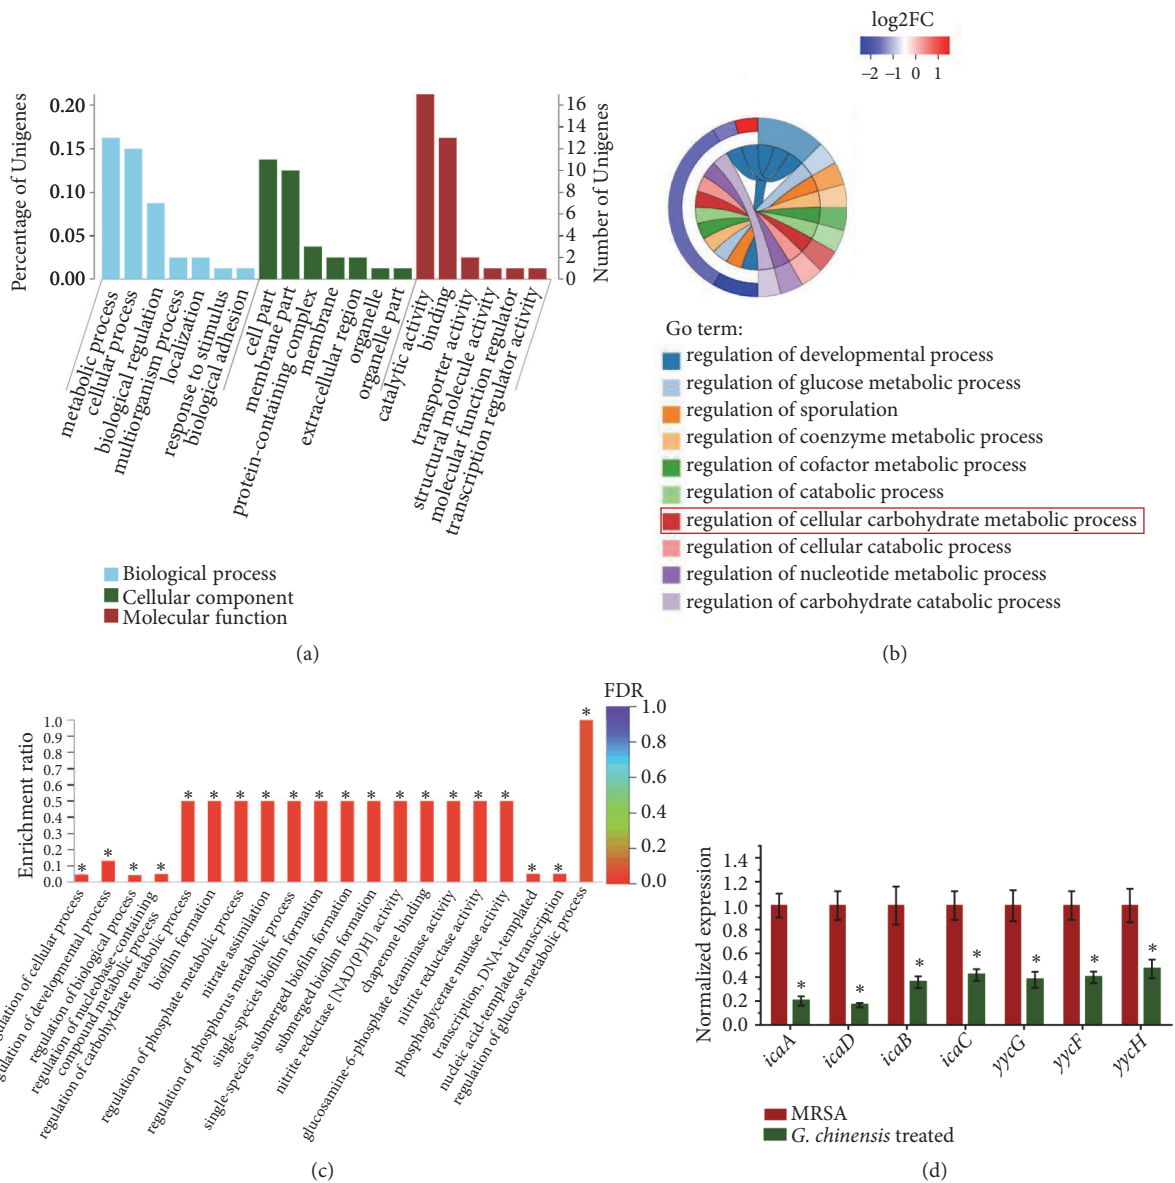 log2FC
−2 −1 0 1
Percentage of Unigenes
0.20
0.15
0.10
0.05
0.00
16
14
12
10
8
6
4
2
0
Number of Unigenes
metabolic process
cellular process
biological regulation
multiorganism process
localization
response to stimulus
biological adhesion
cell part
membrane part
protein-containing complex
membrane
extracellular region
organelle
organelle part
catalytic activity
binding
transporter activity
structural molecule activity
molecular function regulator
transcription regulator activity
Biological process
Cellular component
Molecular function
(a)
Go term:
regulation of developmental process
regulation of glucose metabolic process
regulation of sporulation
regulation of coenzyme metabolic process
regulation of cofactor metabolic process
regulation of catabolic process
regulation of cellular carbohydrate metabolic process
regulation of cellular catabolic process
regulation of nucleotide metabolic process
regulation of carbohydrate catabolic process
(b)
Enrichment ratio
1.0
0.9
0.8
0.7
0.6
0.5
0.4
0.3
0.2
0.1
0.0
* * * * * * * * * * * * * * * * * * * *
FDR
1.0
0.8
0.6
0.4
0.2
0.0
of cellular process
of developmental process
regulation of biological process
regulation of nucleobase-containing
compound metabolic process
regulation of carbohydrate metabolic process
biofilm formation
regulation of phosphate metabolic process
nitrate assimilation
regulation of phosphorus metabolic process
single-species biofilm formation
single-species submerged biofilm formation
submerged biofilm formation
nitrite reductase [NAD(P)H] activity
chaperone binding
glucosamine-6-phosphate deaminase activity
nitrite reductase activity
phosphoglycerate mutase activity
transcription, DNA-templated
nucleic acid-templated transcription
regulation of glucose metabolic process
(c)
Normalized expression
1.4
1.2
1.0
0.8
0.6
0.4
0.2
0.0
* * * * * * *
icaA
icaD
icaB
icaC
yycG
yycF
yycH
MRSA
G. chinensis treated
(d)